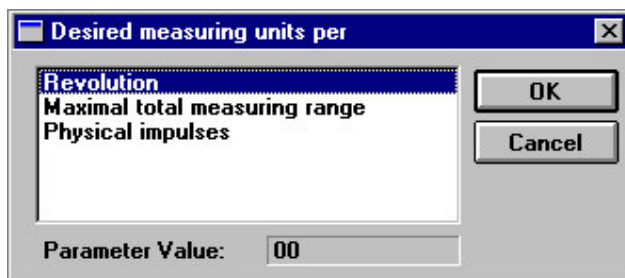 Desired measuring units per
Revolution
Maximal total measuring range
Physical impulses
OK
Cancel
Parameter Value: 00